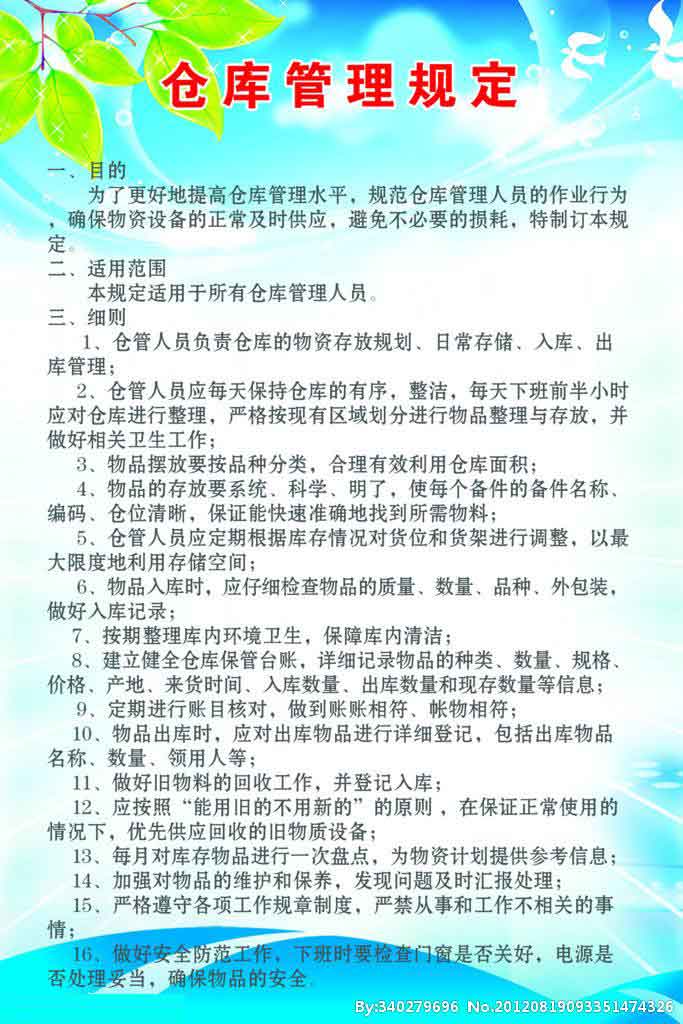 仓库管理规定
一、目的
为了更好地提高仓库管理水平，规范仓库管理人员的作业行为
，确保物资设备的正常及时供应，避免不必要的损耗，特制订本规
定。
二、适用范围
本规定适用于所有仓库管理人员。
三、细则
1、仓管人员负责仓库的物资存放规划、日常存储、入库、出
库管理；
2、仓管人员应每天保持仓库的有序，整洁，每天下班前半小时
应对仓库进行整理，严格按现有区域划分进行物品整理与存放，并
做好相关卫生工作；
3、物品摆放要按品种分类，合理有效利用仓库面积；
4、物品的存放要系统、科学、明了，使每个备件的备件名称、
编码、仓位清晰，保证能快速准确地找到所需物料；
5、仓管人员应定期根据库存情况对货位和货架进行调整，以最
大限度地利用存储空间；
6、物品入库时，应仔细检查物品的质量、数量、品种、外包装，
做好入库记录；
7、按期整理库内环境卫生，保障库内清洁；
8、建立健全仓库保管台账，详细记录物品的种类、数量、规格、
价格、产地、来货时间、入库数量、出库数量和现存数量等信息；
9、定期进行账目核对，做到账账相符、帐物相符；
10、物品出库时，应对出库物品进行详细登记，包括出库物品
名称、数量、领用人等；
11、做好旧物料的回收工作，并登记入库；
12、应按照“能用旧的不用新的”的原则 ，在保证正常使用的
情况下，优先供应回收的旧物质设备；
13、每月对库存物品进行一次盘点，为物资计划提供参考信息；
14、加强对物品的维护和保养，发现问题及时汇报处理；
15、严格遵守各项工作规章制度，严禁从事和工作不相关的事
情；
16、做好安全防范工作，下班时要检查门窗是否关好，电源是
否处理妥当，确保物品的安全。
By:340279696 No.20120819093351474326